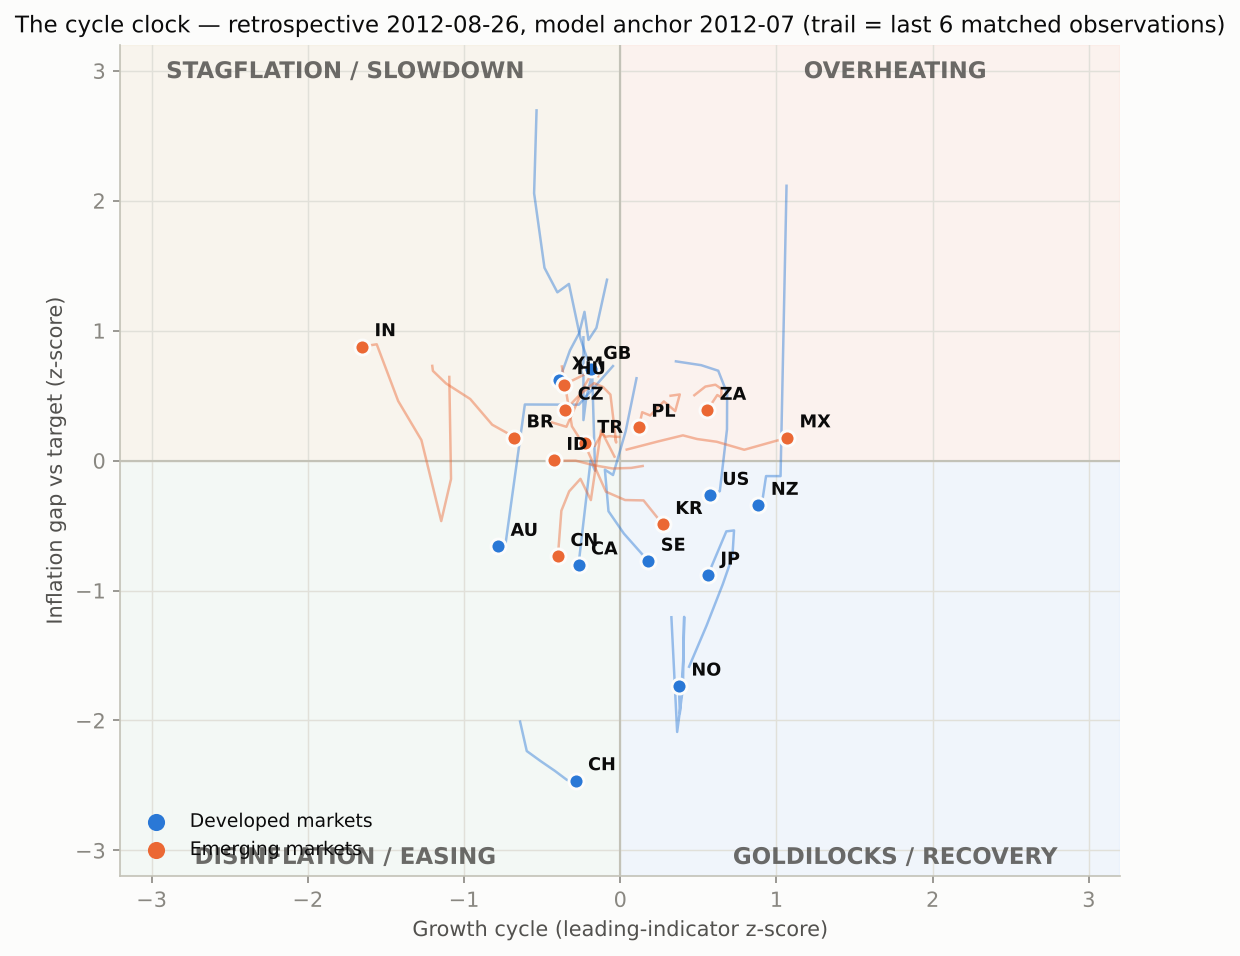 The cycle clock — retrospective 2012-08-26, model anchor 2012-07 (trail = last 6 matched observations)
STAGFLATION / SLOWDOWN
OVERHEATING
3
2
1
0
−1
−2
−3
Inflation gap vs target (z-score)
IN
GB
XM
HU
CZ
ZA
BR
TR
PL
MX
ID
US
NZ
KR
AU
CN
CA
SE
JP
NO
CH
Developed markets
Emerging markets
DISINFLATION / EASING
GOLDILOCKS / RECOVERY
−3
−2
−1
0
1
2
3
Growth cycle (leading-indicator z-score)